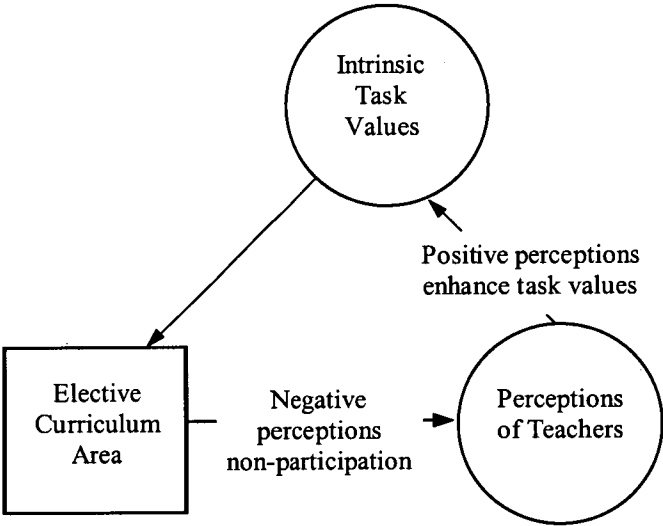 Intrinsic
Task
Values
Positive perceptions
enhance task values
Elective
Curriculum
Area
Negative
perceptions
non-participation
Perceptions
of Teachers